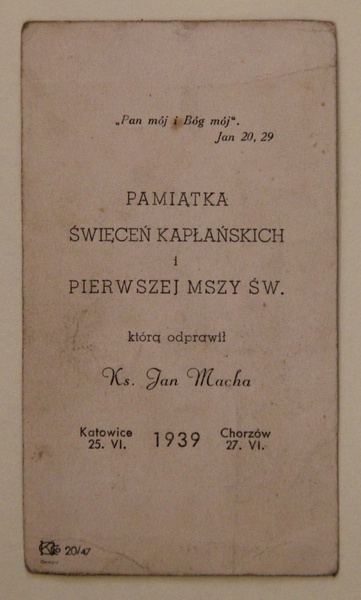 „Pan mój i Bóg mój“.
Jan 20, 29
PAMIĄTKA
ŚWIĘCEŃ KAPŁAŃSKICH
i
PIERWSZEJ MSZY ŚW.
którą odprawił
Ks. Jan Macha
Katowice 1939 Chorzów
25. VI. 27. VI.
20/47